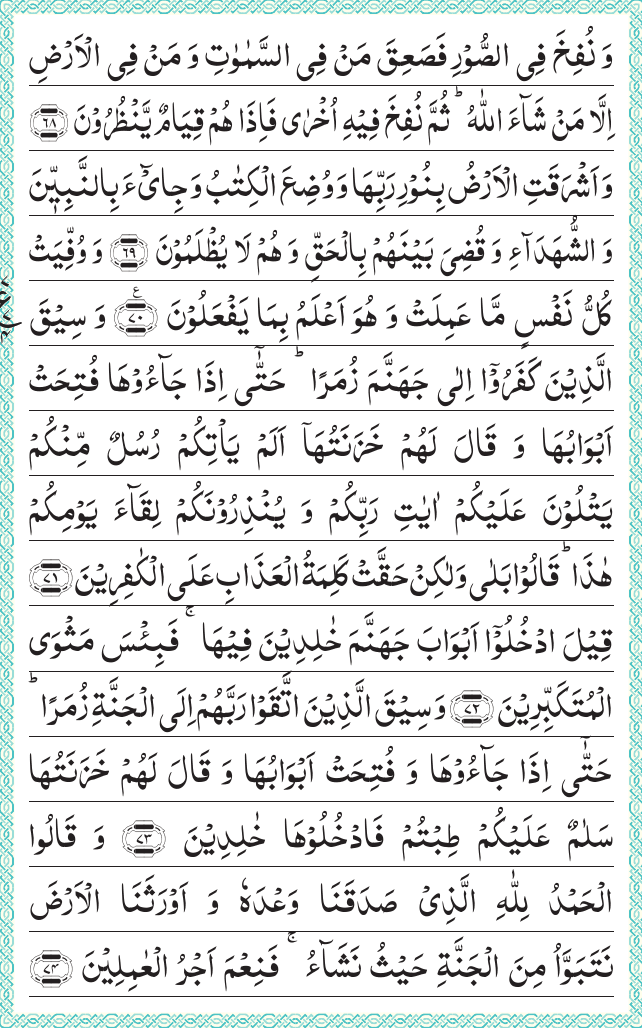 وَ نُفِخَ فِی الصُّوْرِ فَصَعِقَ مَنْ فِی السَّمٰوٰتِ وَ مَنْ فِی الْاَرْضِ
اِلَّا مَنْ شَآءَ اللّٰهُ ؕ ثُمَّ نُفِخَ فِیْهِ اُخْرٰی فَاِذَا هُمْ قِیَامٌ یَّنْظُرُوْنَ ﴿۶۸﴾
وَ اَشْرَقَتِ الْاَرْضُ بِنُوْرِ رَبِّهَا وَ وُضِعَ الْكِتٰبُ وَ جِایْٓءَ بِالنَّبِیّٖنَ
وَ الشُّهَدَآءِ وَ قُضِیَ بَیْنَهُمْ بِالْحَقِّ وَ هُمْ لَا یُظْلَمُوْنَ ﴿۶۹﴾ وَ وُفِّیَتْ
كُلُّ نَفْسٍ مَّا عَمِلَتْ وَ هُوَ اَعْلَمُ بِمَا یَفْعَلُوْنَ ﴿۷۰﴾ ع وَ سِیْقَ
الَّذِیْنَ كَفَرُوْۤا اِلٰی جَهَنَّمَ زُمَرًا ؕ حَتّٰۤی اِذَا جَآءُوْهَا فُتِحَتْ
اَبْوَابُهَا وَ قَالَ لَهُمْ خَزَنَتُهَاۤ اَلَمْ یَاْتِكُمْ رُسُلٌ مِّنْكُمْ
یَتْلُوْنَ عَلَیْكُمْ اٰیٰتِ رَبِّكُمْ وَ یُنْذِرُوْنَكُمْ لِقَآءَ یَوْمِكُمْ
هٰذَا ؕ قَالُوْا بَلٰی وَ لٰكِنْ حَقَّتْ كَلِمَةُ الْعَذَابِ عَلَی الْكٰفِرِیْنَ ﴿۷۱﴾
قِیْلَ ادْخُلُوْۤا اَبْوَابَ جَهَنَّمَ خٰلِدِیْنَ فِیْهَا ۚ فَبِئْسَ مَثْوَی
الْمُتَكَبِّرِیْنَ ﴿۷۲﴾ وَ سِیْقَ الَّذِیْنَ اتَّقَوْا رَبَّهُمْ اِلَی الْجَنَّةِ زُمَرًا ؕ
حَتّٰۤی اِذَا جَآءُوْهَا وَ فُتِحَتْ اَبْوَابُهَا وَ قَالَ لَهُمْ خَزَنَتُهَا
سَلٰمٌ عَلَیْكُمْ طِبْتُمْ فَادْخُلُوْهَا خٰلِدِیْنَ ﴿۷۳﴾ وَ قَالُوا
الْحَمْدُ لِلّٰهِ الَّذِیْ صَدَقَنَا وَعْدَهٗ وَ اَوْرَثَنَا الْاَرْضَ
نَتَبَوَّاُ مِنَ الْجَنَّةِ حَیْثُ نَشَآءُ ۚ فَنِعْمَ اَجْرُ الْعٰمِلِیْنَ ﴿۷۴﴾